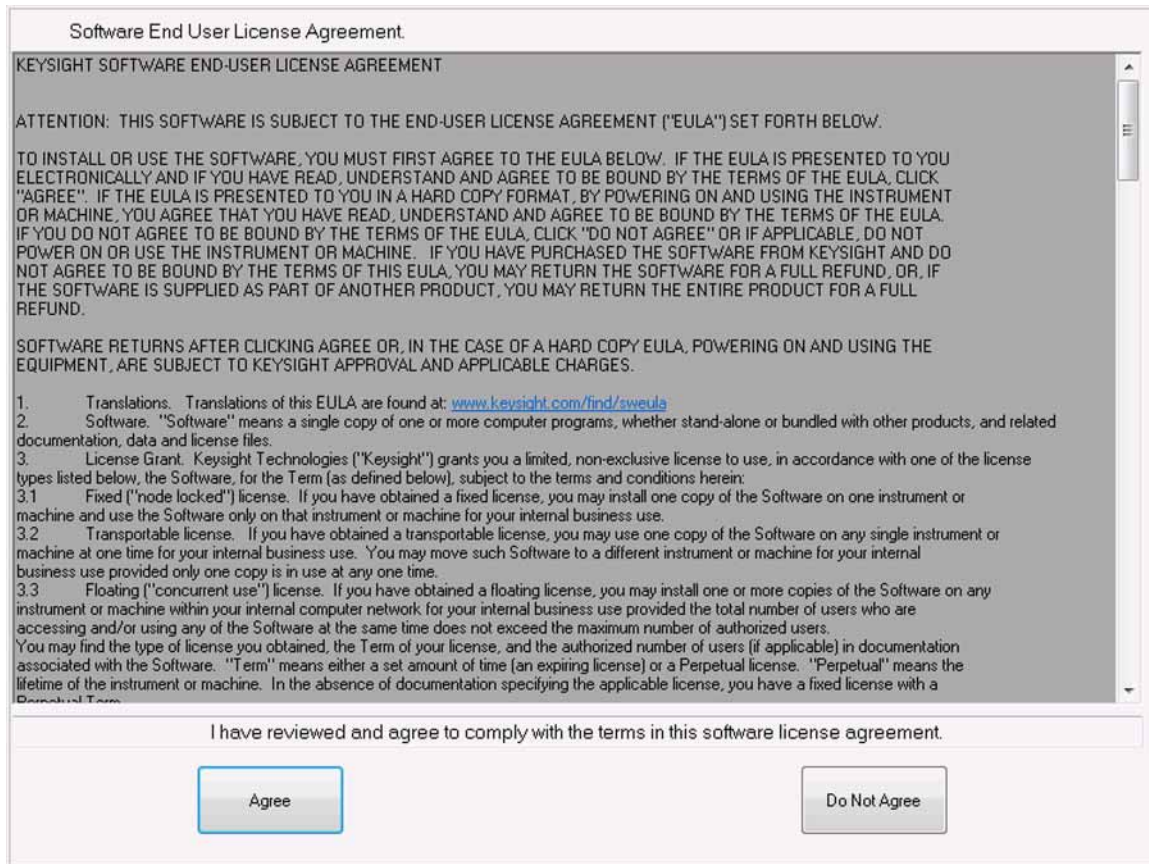 Software End User License Agreement.
KEYSIGHT SOFTWARE END-USER LICENSE AGREEMENT
ATTENTION: THIS SOFTWARE IS SUBJECT TO THE END-USER LICENSE AGREEMENT ("EULA") SET FORTH BELOW.
TO INSTALL OR USE THE SOFTWARE, YOU MUST FIRST AGREE TO THE EULA BELOW. IF THE EULA IS PRESENTED TO YOU
ELECTRONICALLY AND IF YOU HAVE READ, UNDERSTAND AND AGREE TO BE BOUND BY THE TERMS OF THE EULA, CLICK
"AGREE". IF THE EULA IS PRESENTED TO YOU IN A HARD COPY FORMAT, BY POWERING ON AND USING THE INSTRUMENT
OR MACHINE, YOU AGREE THAT YOU HAVE READ, UNDERSTAND AND AGREE TO BE BOUND BY THE TERMS OF THE EULA.
IF YOU DO NOT AGREE TO BE BOUND BY THE TERMS OF THE EULA, CLICK "DO NOT AGREE" OR IF APPLICABLE, DO NOT
POWER ON OR USE THE INSTRUMENT OR MACHINE. IF YOU HAVE PURCHASED THE SOFTWARE FROM KEYSIGHT AND DO
NOT AGREE TO BE BOUND BY THE TERMS OF THIS EULA, YOU MAY RETURN THE SOFTWARE FOR A FULL REFUND, OR, IF
THE SOFTWARE IS SUPPLIED AS PART OF ANOTHER PRODUCT, YOU MAY RETURN THE ENTIRE PRODUCT FOR A FULL
REFUND.
SOFTWARE RETURNS AFTER CLICKING AGREE OR, IN THE CASE OF A HARD COPY EULA, POWERING ON AND USING THE
EQUIPMENT, ARE SUBJECT TO KEYSIGHT APPROVAL AND APPLICABLE CHARGES.
1. Translations. Translations of this EULA are found at: www.keysight.com/find/sweula
2. Software. "Software" means a single copy of one or more computer programs, whether stand-alone or bundled with other products, and related
documentation, data and license files.
3. License Grant. Keysight Technologies ("Keysight") grants you a limited, non-exclusive license to use, in accordance with one of the license
types listed below, the Software, for the Term (as defined below), subject to the terms and conditions herein:
3.1 Fixed ("node locked") license. If you have obtained a fixed license, you may install one copy of the Software on one instrument or
machine and use the Software only on that instrument or machine for your internal business use.
3.2 Transportable license. If you have obtained a transportable license, you may use one copy of the Software on any single instrument or
machine at one time for your internal business use. You may move such Software to a different instrument or machine for your internal
business use provided only one copy is in use at any one time.
3.3 Floating ("concurrent use") license. If you have obtained a floating license, you may install one or more copies of the Software on any
instrument or machine within your internal computer network for your internal business use provided the total number of users who are
accessing and/or using any of the Software at the same time does not exceed the maximum number of authorized users.
You may find the type of license you obtained, the Term of your license, and the authorized number of users (if applicable) in documentation
associated with the Software. "Term" means either a set amount of time (an expiring license) or a Perpetual license. "Perpetual" means the
lifetime of the instrument or machine. In the absence of documentation specifying the applicable license, you have a fixed license with a
Perpetual Term
I have reviewed and agree to comply with the terms in this software license agreement.
Agree
Do Not Agree